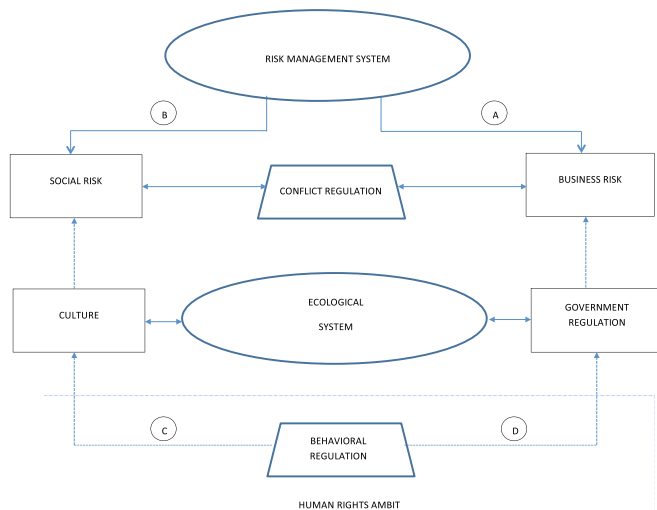 RISK MANAGEMENT SYSTEM
B
A
SOCIAL RISK
CONFLICT REGULATION
BUSINESS RISK
CULTURE
ECOLOGICAL
SYSTEM
GOVERNMENT
REGULATION
C
D
BEHAVIORAL
REGULATION
HUMAN RIGHTS AMBIT